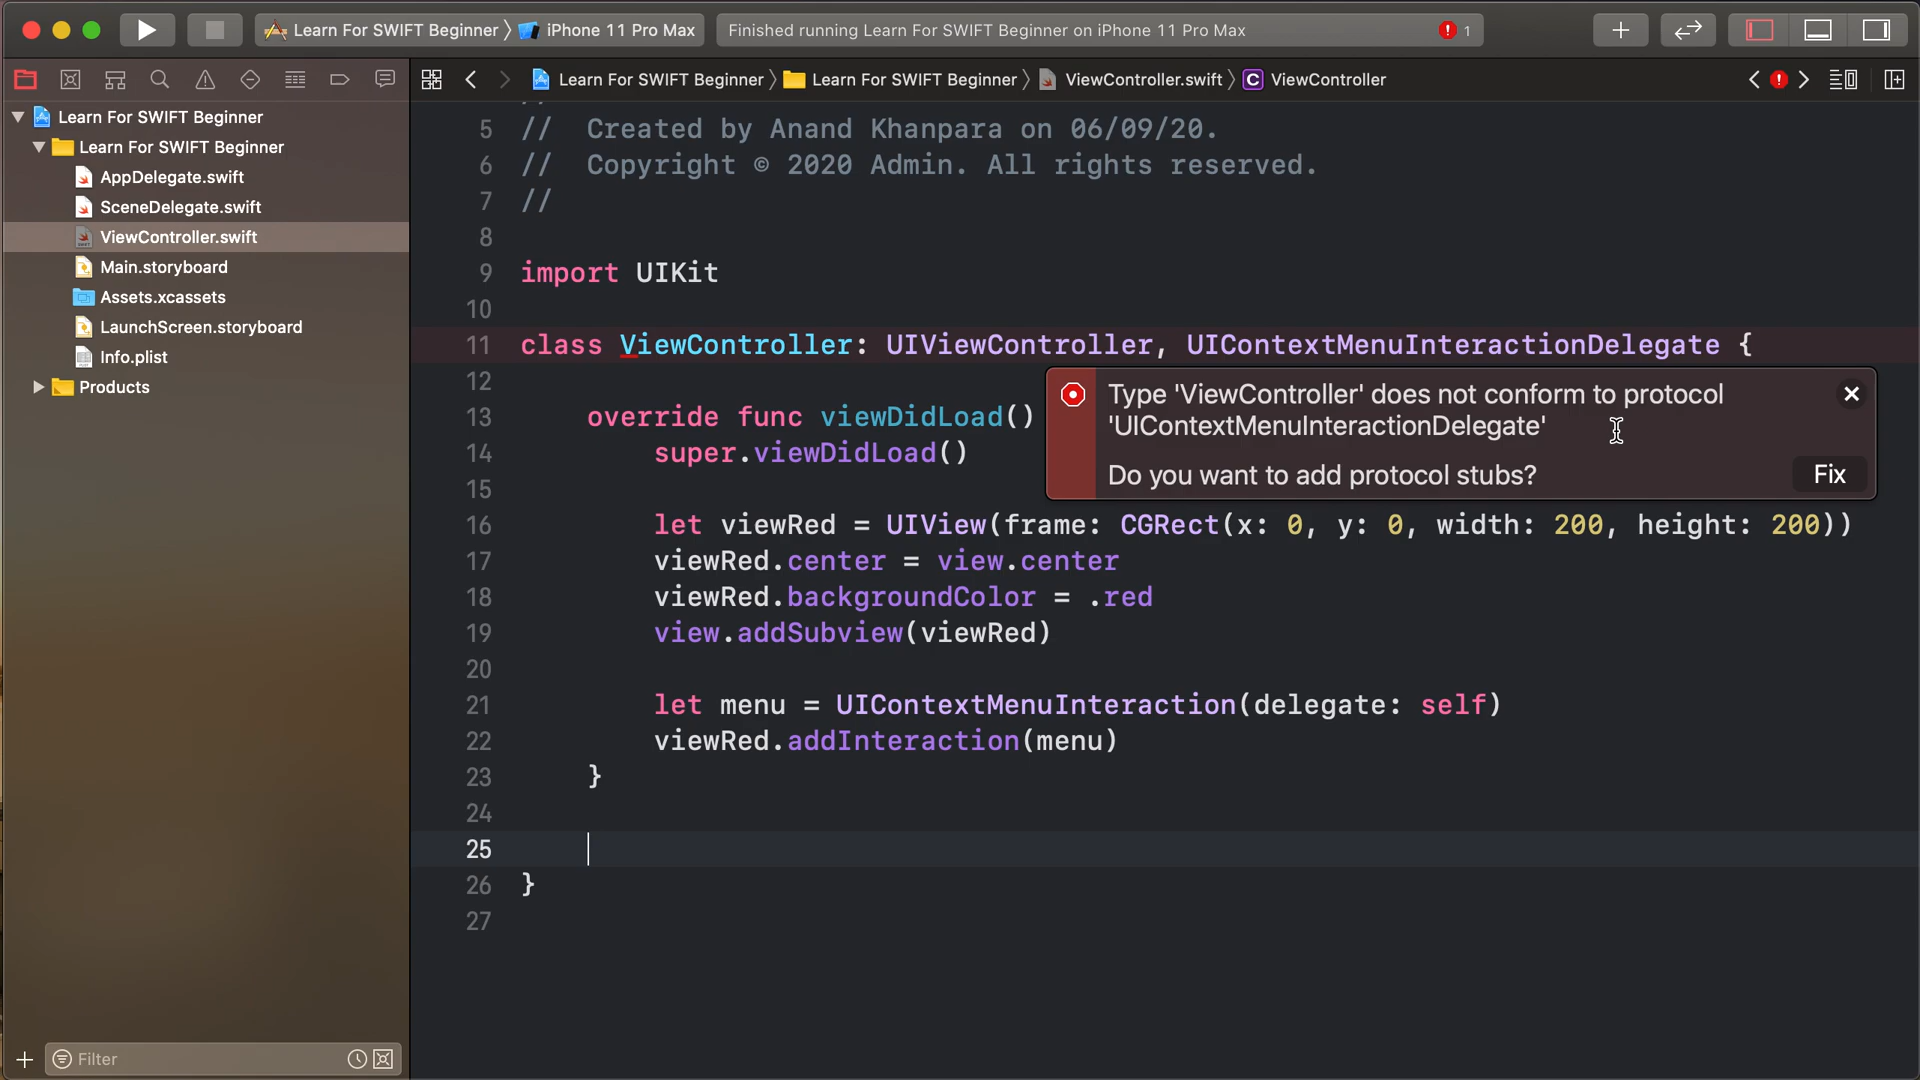 Learn For SWIFT Beginner 〉 iPhone 11 Pro Max
Finished running Learn For SWIFT Beginner on iPhone 11 Pro Max
1
Learn For SWIFT Beginner 〉 Learn For SWIFT Beginner 〉 ViewController.swift 〉 C ViewController
Learn For SWIFT Beginner
Learn For SWIFT Beginner
AppDelegate.swift
SceneDelegate.swift
ViewController.swift
Main.storyboard
Assets.xcassets
LaunchScreen.storyboard
Info.plist
Products
Filter
5 //  Created by Anand Khanpara on 06/09/20.
6 //  Copyright © 2020 Admin. All rights reserved.
7 //
8
9 import UIKit
10
11 class ViewController: UIViewController, UIContextMenuInteractionDelegate {
12
13     override func viewDidLoad()
14         super.viewDidLoad()
15
16         let viewRed = UIView(frame: CGRect(x: 0, y: 0, width: 200, height: 200))
17         viewRed.center = view.center
18         viewRed.backgroundColor = .red
19         view.addSubview(viewRed)
20
21         let menu = UIContextMenuInteraction(delegate: self)
22         viewRed.addInteraction(menu)
23     }
24
25
26 }
27
Type 'ViewController' does not conform to protocol
'UIContextMenuInteractionDelegate'
Do you want to add protocol stubs?
Fix